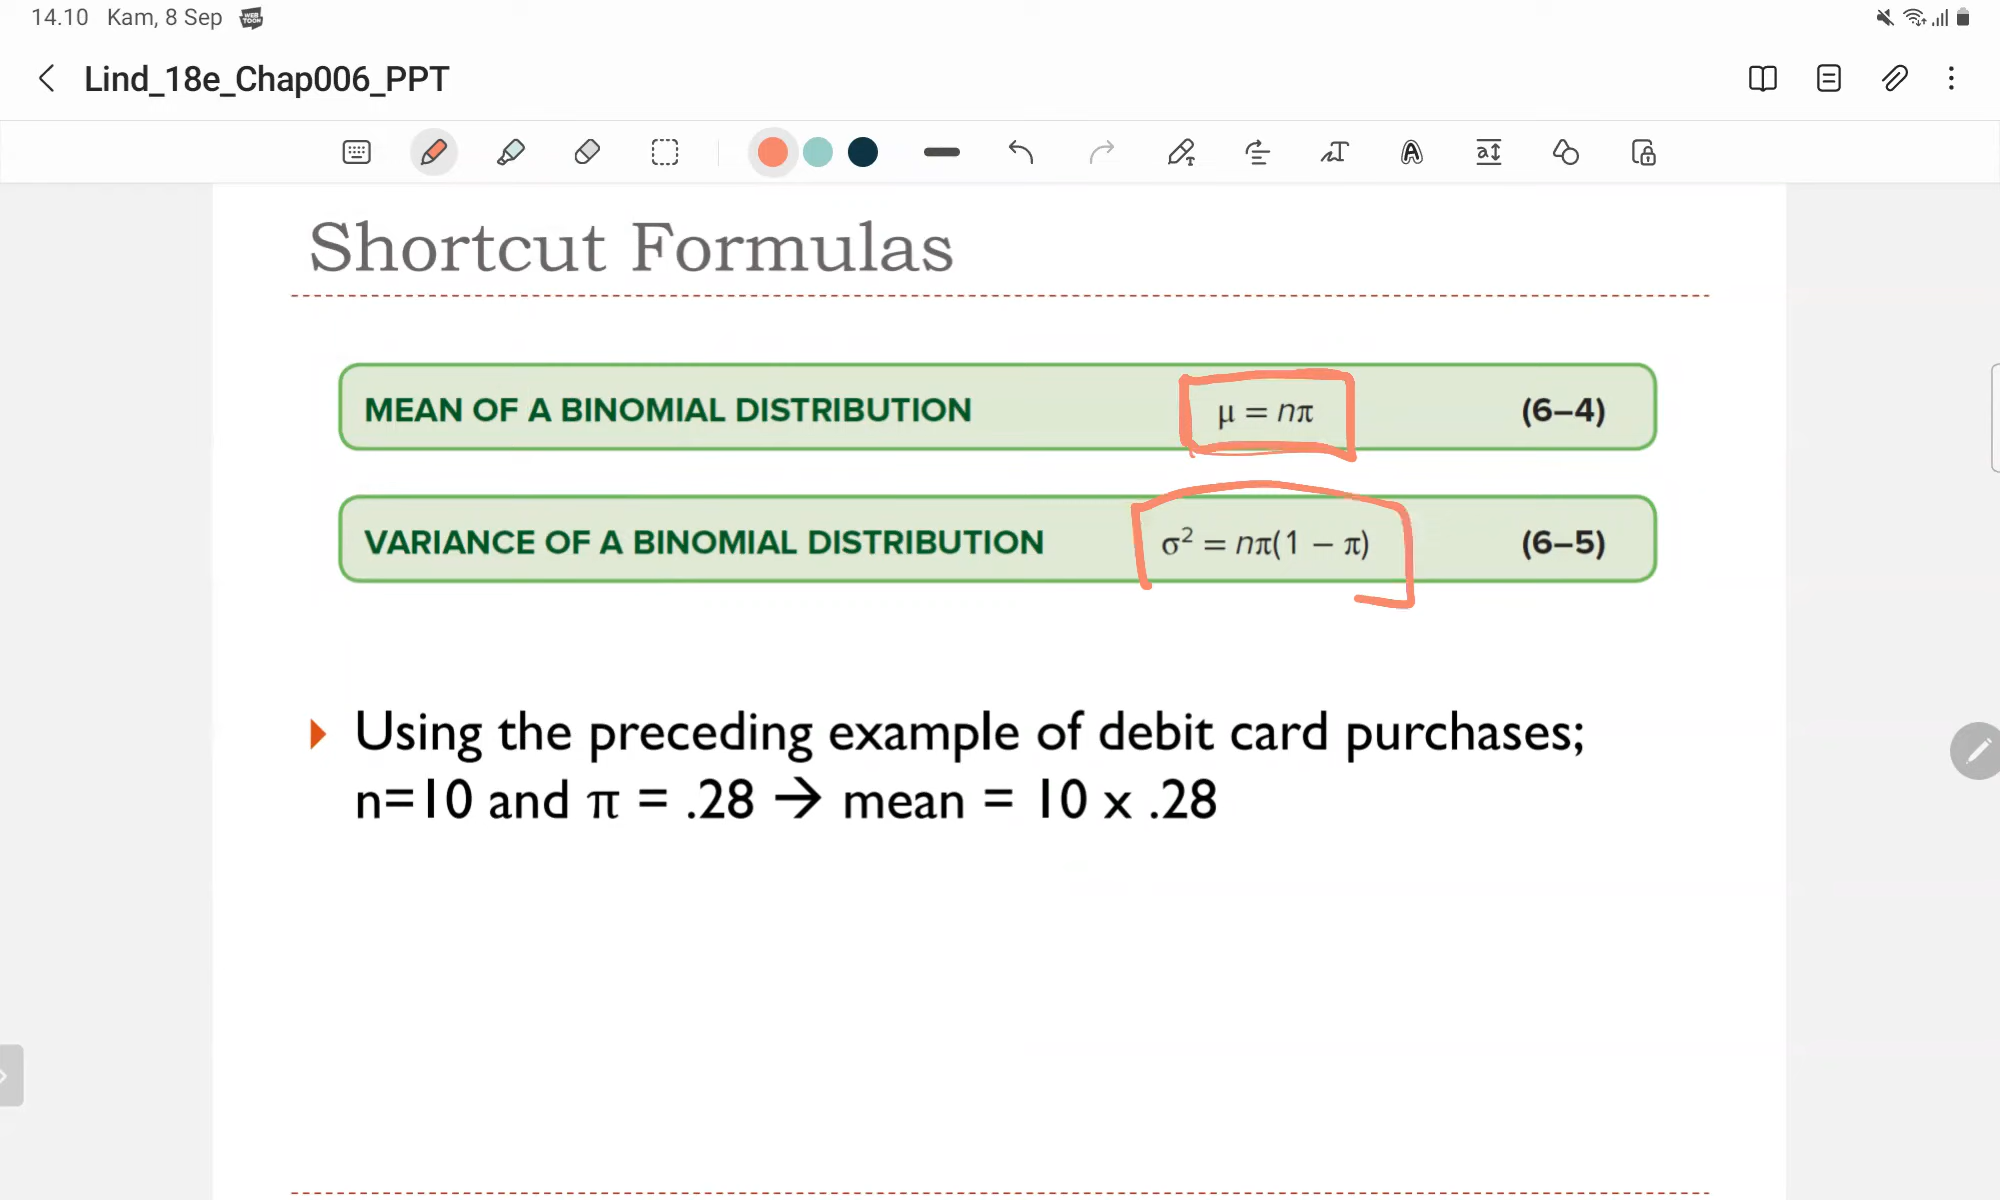 14.10 Kam, 8 Sep WEB TOON
Lind_18e_Chap006_PPT
Shortcut Formulas
MEAN OF A BINOMIAL DISTRIBUTION μ = nπ (6–4)
VARIANCE OF A BINOMIAL DISTRIBUTION σ² = nπ(1 − π) (6–5)
Using the preceding example of debit card purchases;
n=10 and π = .28 → mean = 10 x .28